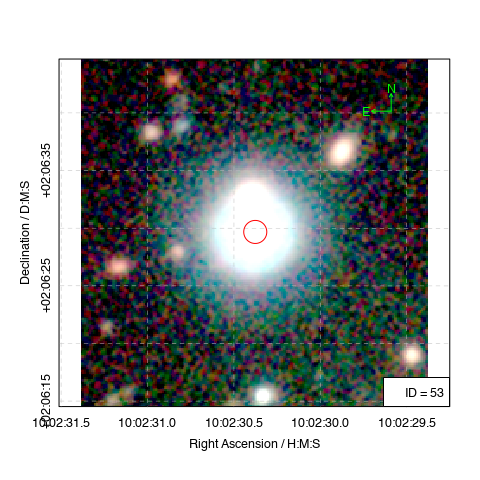 N
E
Declination / D:M:S
+02:06:35
+02:06:25
+02:06:15
ID = 53
10:02:31.5 10:02:31.0 10:02:30.5 10:02:30.0 10:02:29.5
Right Ascension / H:M:S